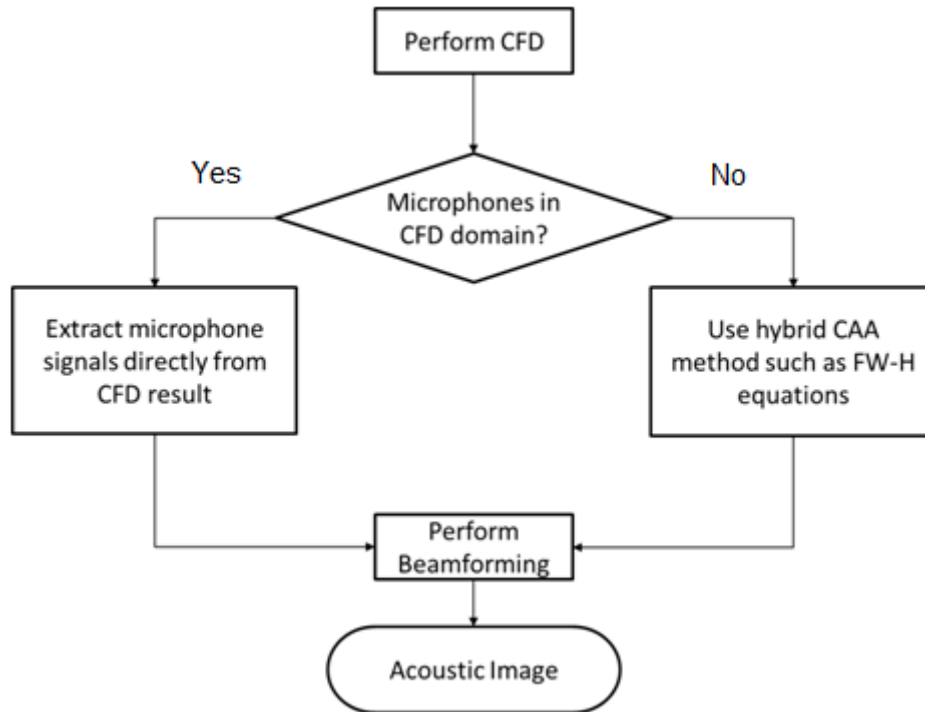 Perform CFD
Yes
No
Microphones in
CFD domain?
Extract microphone
signals directly from
CFD result
Use hybrid CAA
method such as FW-H
equations
Perform
Beamforming
Acoustic Image